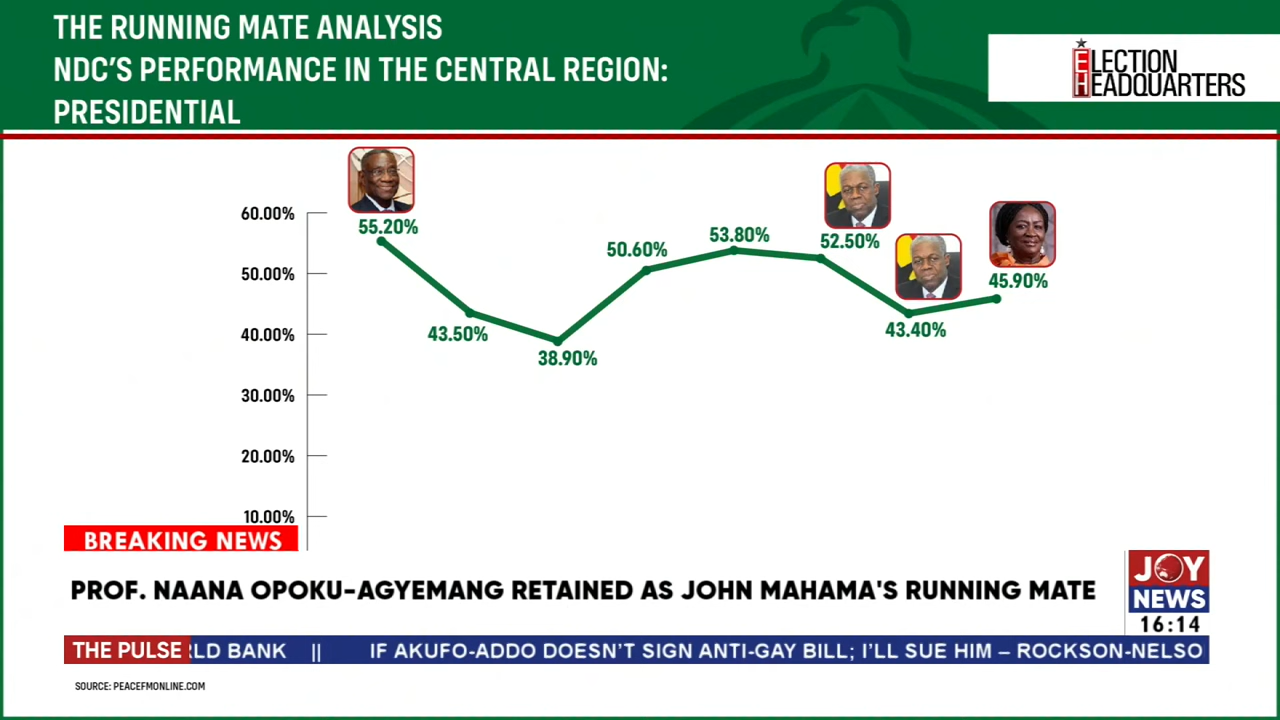 THE RUNNING MATE ANALYSIS
NDC'S PERFORMANCE IN THE CENTRAL REGION:
PRESIDENTIAL
ELECTION
HEADQUARTERS
60.00%
50.00%
40.00%
30.00%
20.00%
10.00%
55.20%
43.50%
38.90%
50.60%
53.80%
52.50%
43.40%
45.90%
BREAKING NEWS
PROF. NAANA OPOKU-AGYEMANG RETAINED AS JOHN MAHAMA'S RUNNING MATE
JOY
NEWS
16:14
THE PULSE RLD BANK || IF AKUFO-ADDO DOESN'T SIGN ANTI-GAY BILL; I'LL SUE HIM – ROCKSON-NELSO
SOURCE: PEACEFMONLINE.COM